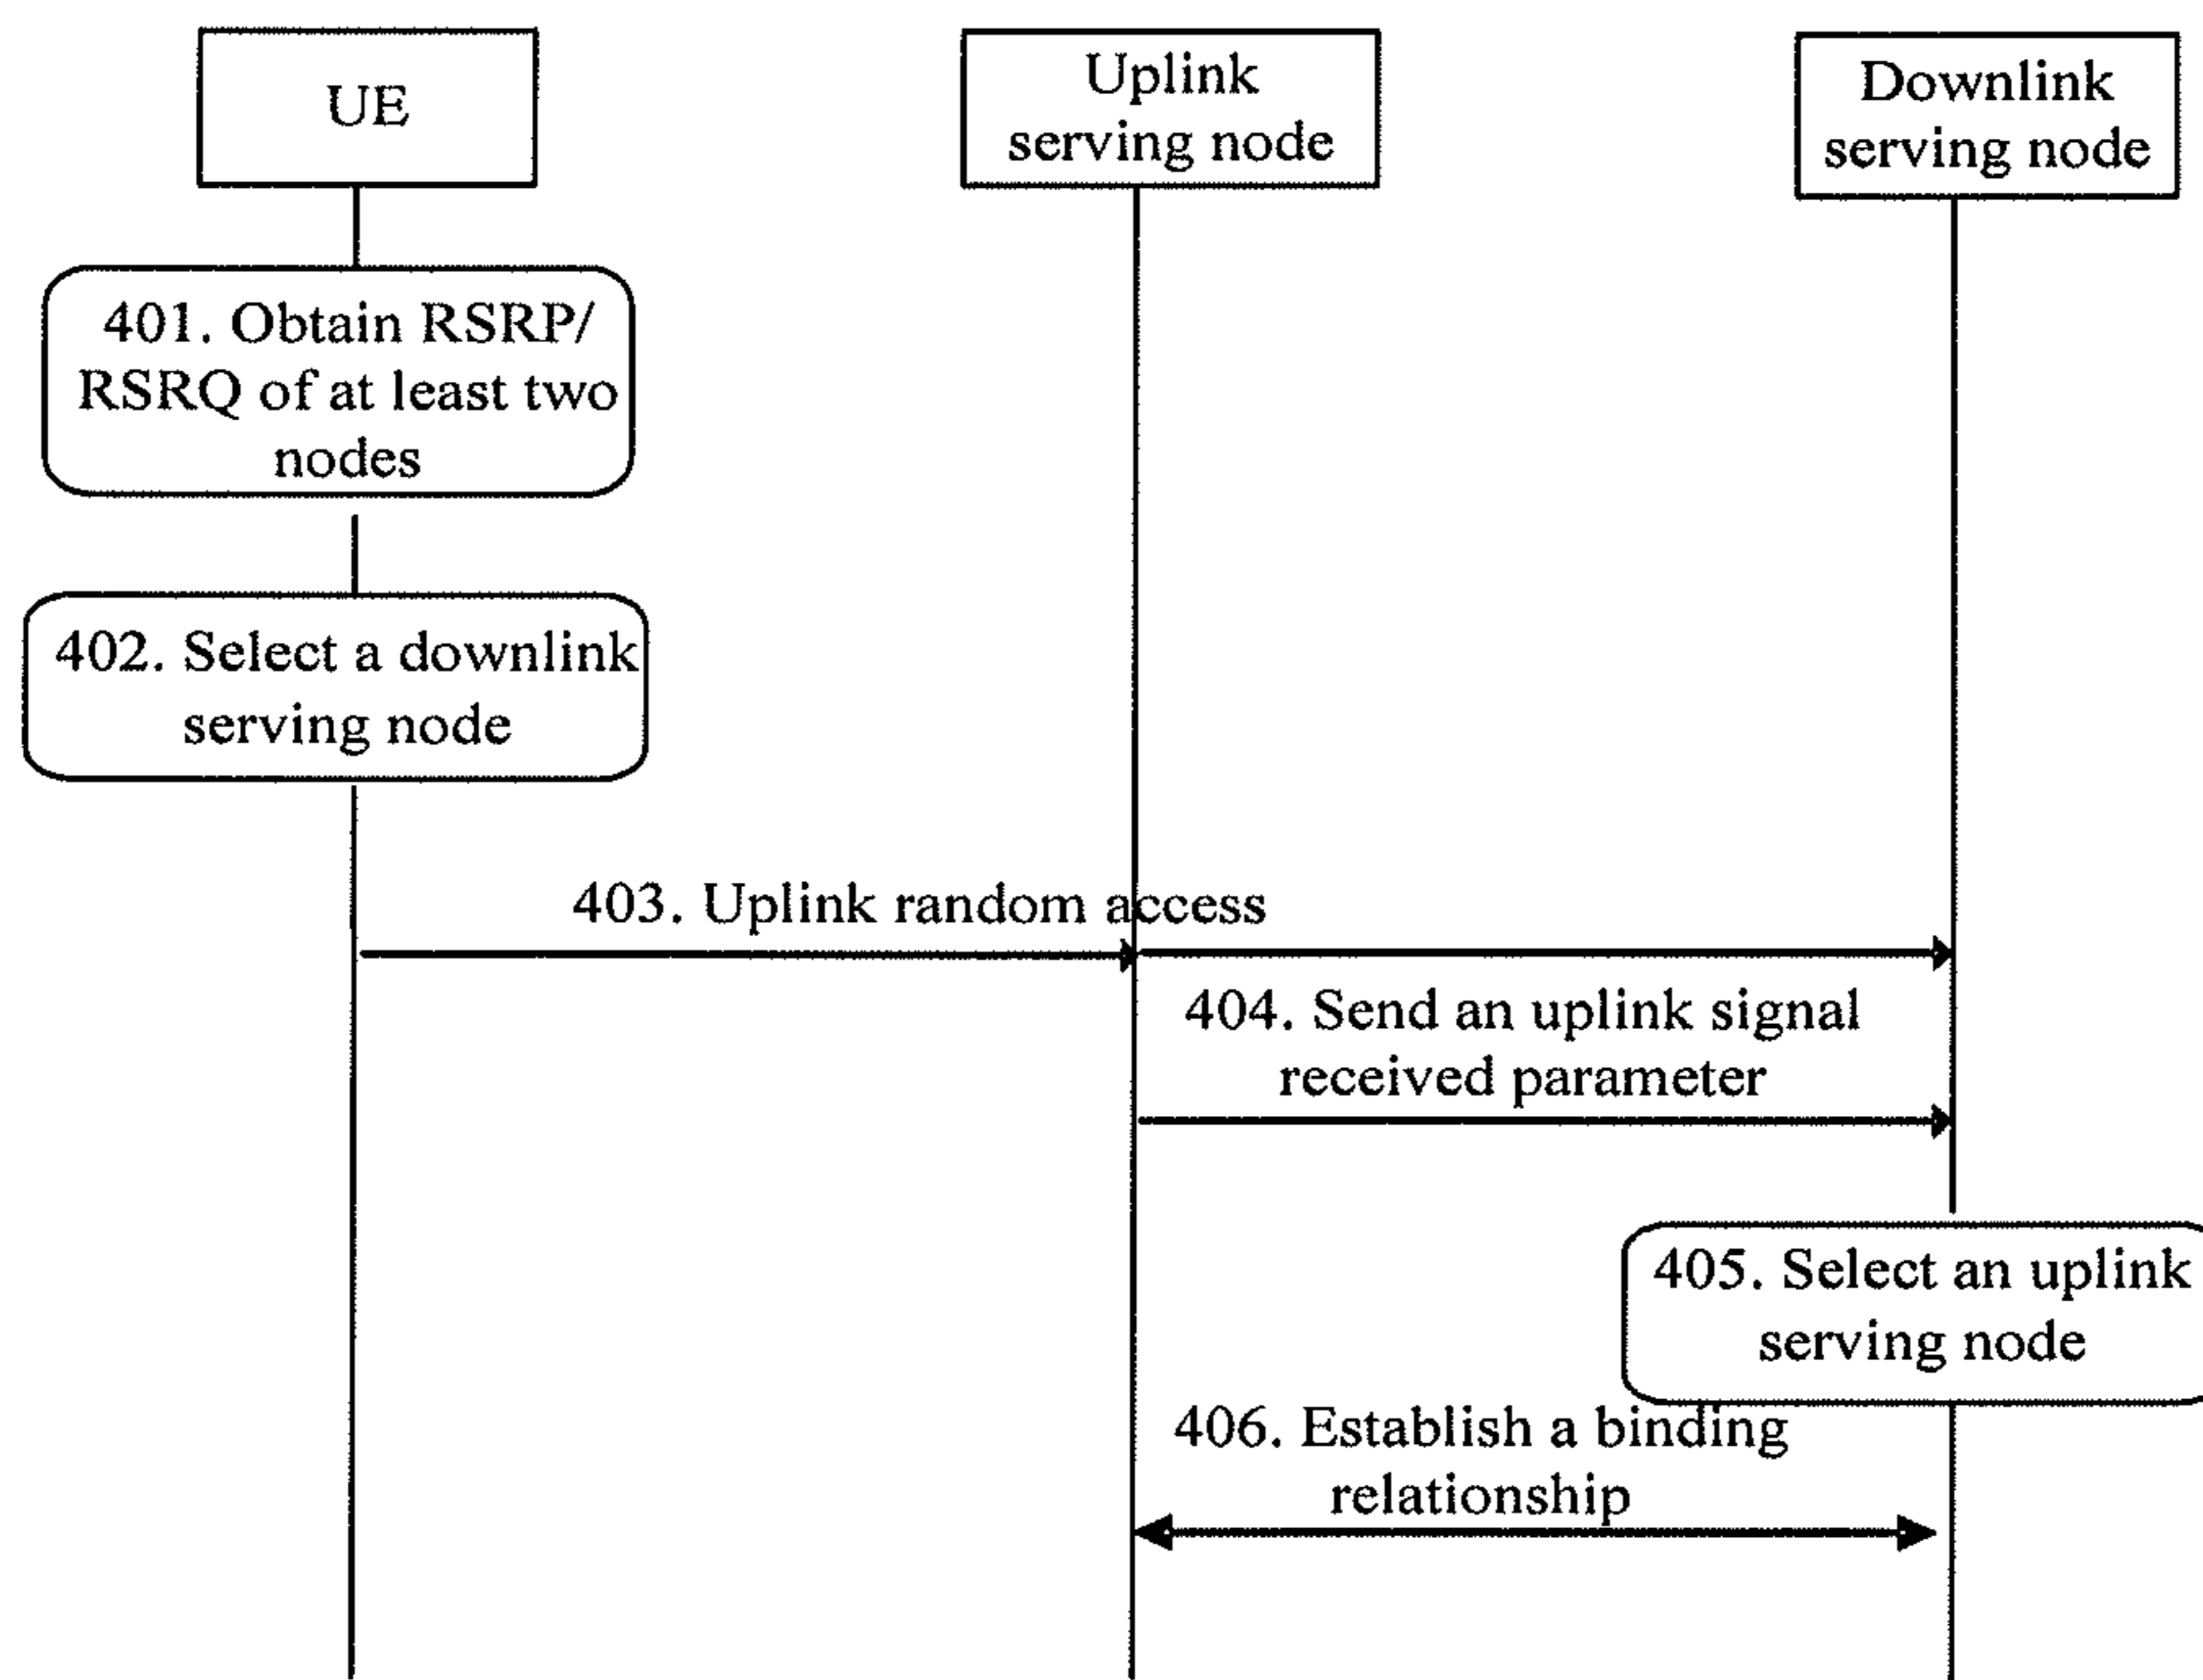 UE
Uplink
serving node
Downlink
serving node
401. Obtain RSRP/
RSRQ of at least two
nodes
402. Select a downlink
serving node
403. Uplink random access
404. Send an uplink signal
received parameter
405. Select an uplink
serving node
406. Establish a binding
relationship